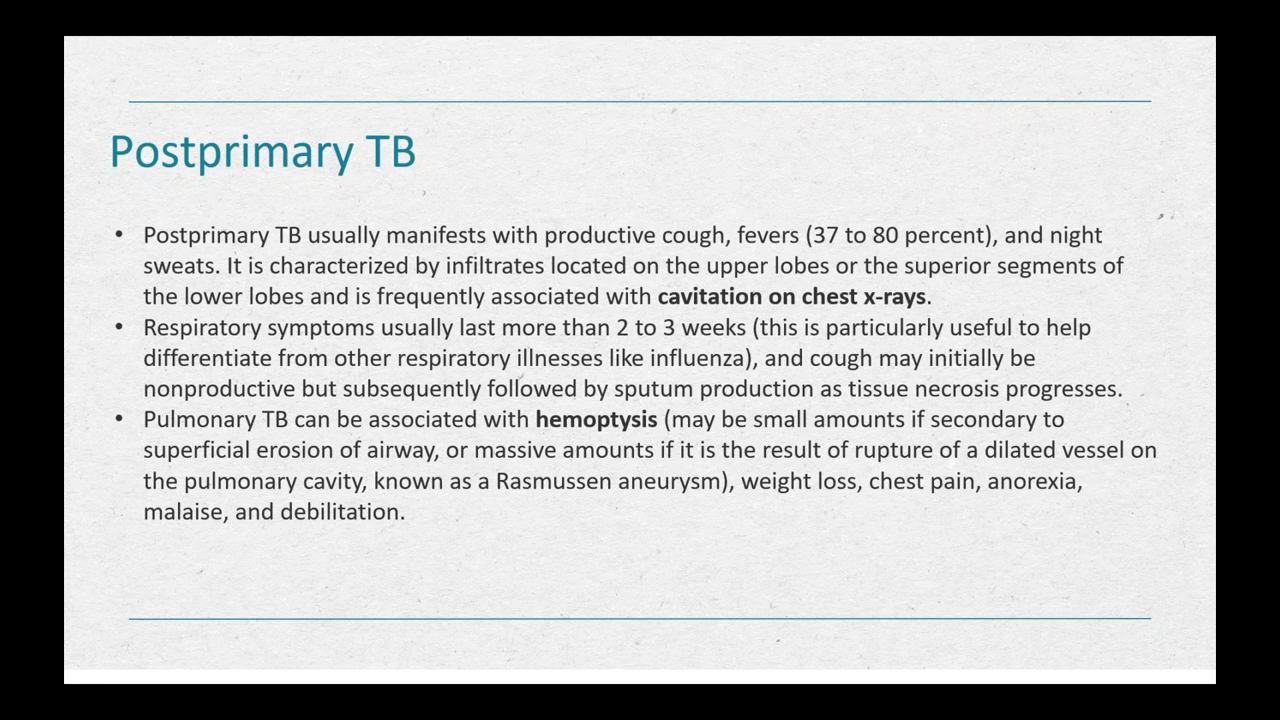 Postprimary TB
• Postprimary TB usually manifests with productive cough, fevers (37 to 80 percent), and night
sweats. It is characterized by infiltrates located on the upper lobes or the superior segments of
the lower lobes and is frequently associated with cavitation on chest x-rays.
• Respiratory symptoms usually last more than 2 to 3 weeks (this is particularly useful to help
differentiate from other respiratory illnesses like influenza), and cough may initially be
nonproductive but subsequently followed by sputum production as tissue necrosis progresses.
• Pulmonary TB can be associated with hemoptysis (may be small amounts if secondary to
superficial erosion of airway, or massive amounts if it is the result of rupture of a dilated vessel on
the pulmonary cavity, known as a Rasmussen aneurysm), weight loss, chest pain, anorexia,
malaise, and debilitation.